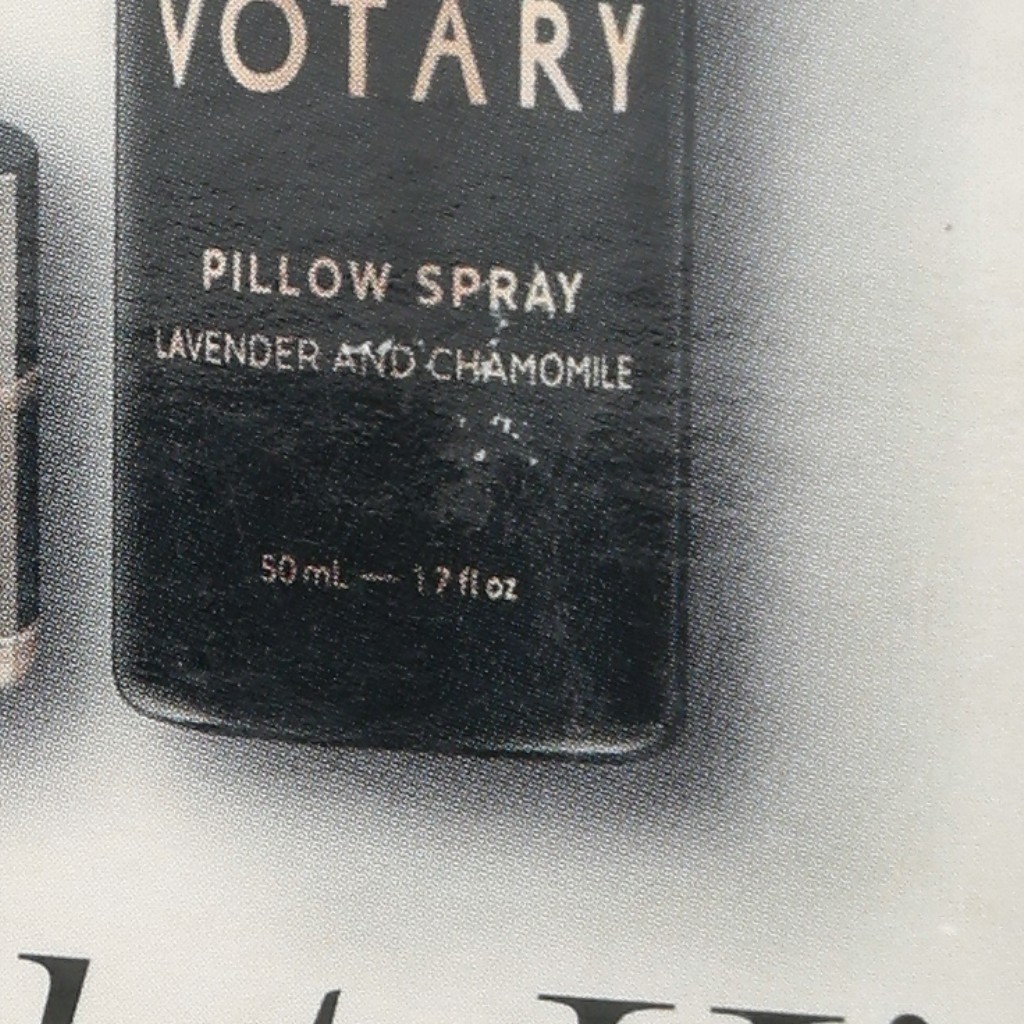 VOTARY
PILLOW SPRAY
LAVENDER AND CHAMOMILE
50 mL — 1.7 fl oz